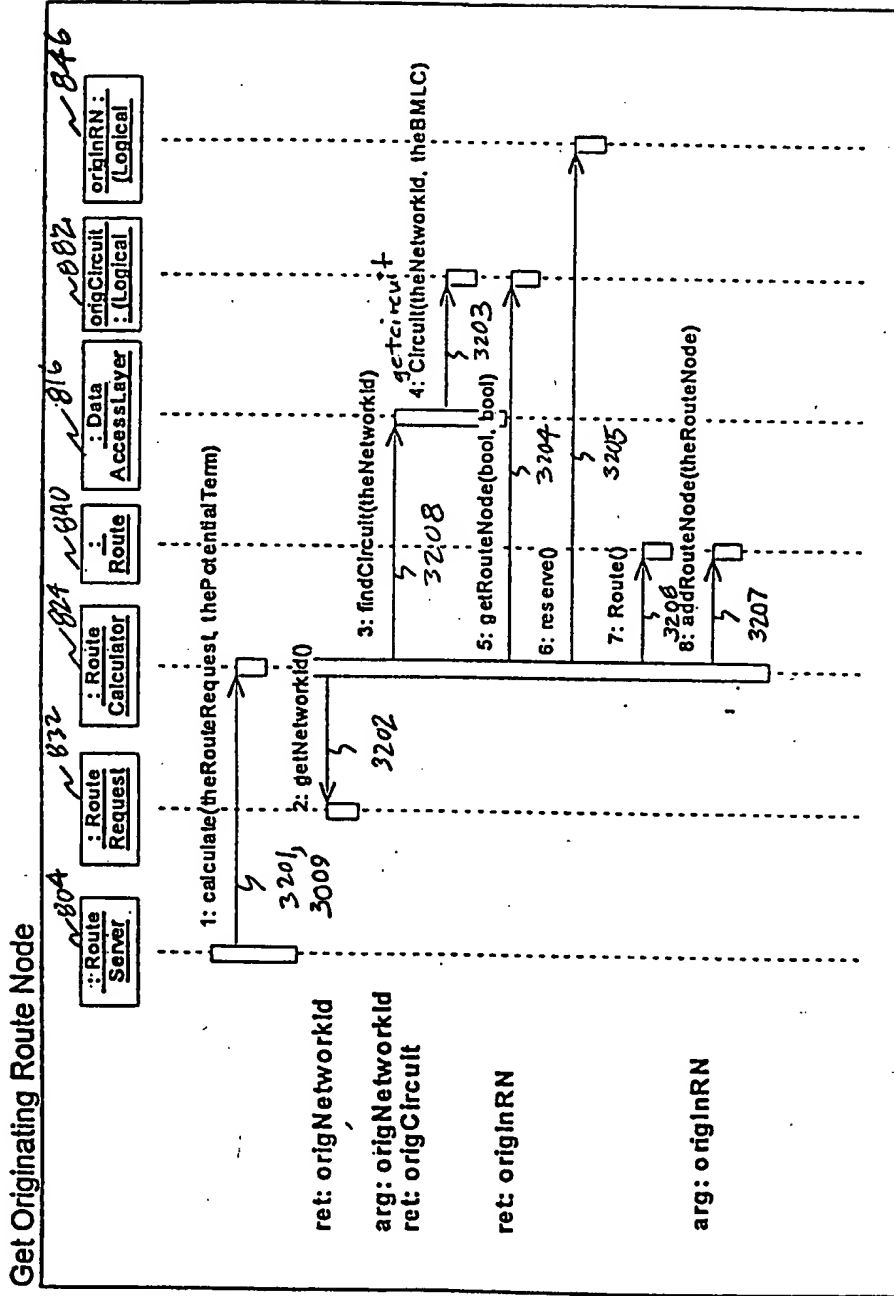 Get Originating Route Node
804
832
824
840
816
882
846
: Route
Server
: Route
Request
: Route
Calculator
:
Route
: Data
AccessLayer
origCircuit
: (Logical
originRN :
(Logical
1: calculate(theRouteRequest, thePotentialTerm)
3201,
3009
ret: origNetworkId
2: getNetworkId()
3202
arg: origNetworkId
ret: origCircuit
3: findCircuit(theNetworkId)
3208
getcircuit
4: Circuit(theNetworkId, theBMLC)
3203
ret: originRN
5: getRouteNode(bool, bool)
3204
6: reserve()
3205
7: Route()
3206
arg: originRN
8: addRouteNode(theRouteNode)
3207